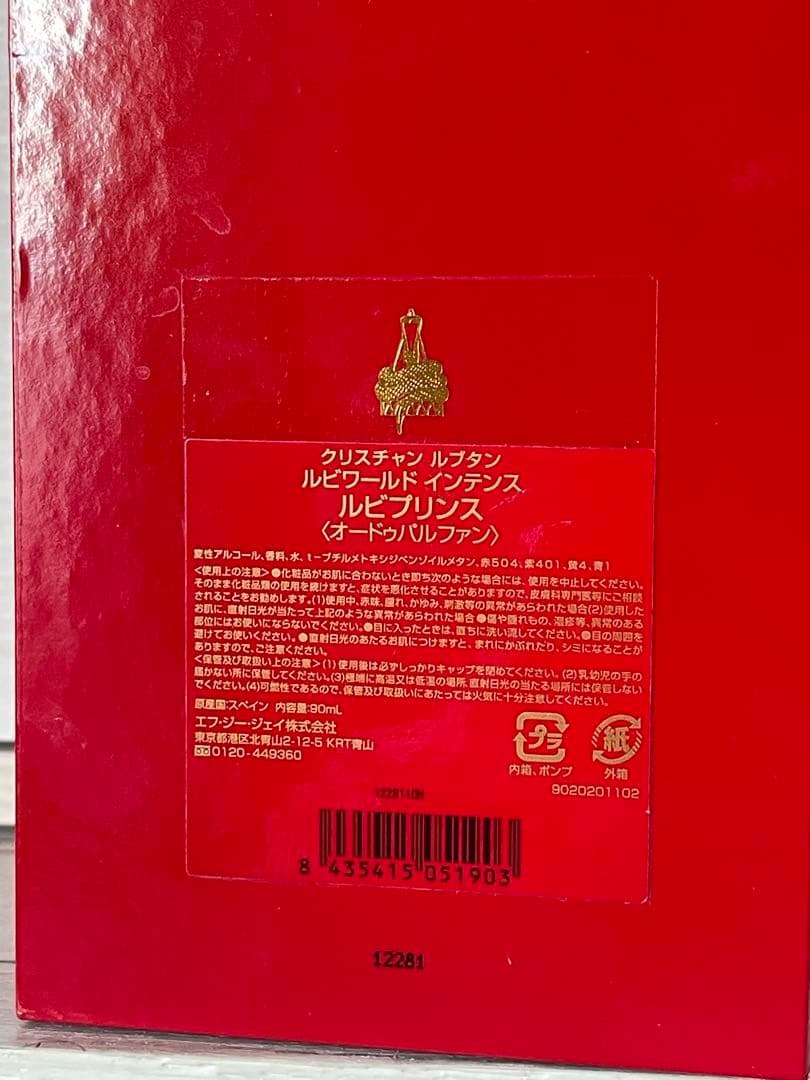 クリスチャン ルブタン
ルビワールド インテンス
ルビプリンス
〈オードゥパルファン〉
変性アルコール、香料、水、t-ブチルメトキシジベンゾイルメタン、赤504、紫401、黄4、青1
<使用上の注意>●化粧品がお肌に合わないとき即ち次のような場合には、使用を中止してください。
そのまま化粧品類の使用を続けますと、症状を悪化させることがありますので、皮膚科専門医等にご相談
されることをお勧めします。(1)使用中、赤味、腫れ、かゆみ、刺激等の異常があらわれた場合(2)使用した
お肌に、直射日光が当たって上記のような異常があらわれた場合●傷や腫れもの、湿疹等、異常のある
部位にはお使いにならないでください。●目に入ったときは、直ちに洗い流してください。●目の周囲を
避けてお使いください。●直射日光のあたるお肌につけますと、まれにかぶれたり、シミになることが
ありますので、ご注意ください。
<保管及び取扱い上の注意>(1)使用後は必ずしっかりキャップを閉めてください。(2)乳幼児の手の
届かない所に保管してください。(3)極端に高温又は低温の場所、直射日光の当たる場所には保管しない
でください。(4)可燃性であるので、保管及び取扱いにあたっては火気に十分注意してください。
原産国:スペイン 内容量:90mL
エフ・ジー・ジェイ株式会社
東京都港区北青山2-12-5 KRT青山
0120-449360
プラ 紙
内箱、ポンプ 外箱
9020201102
8 435415 051903
12281